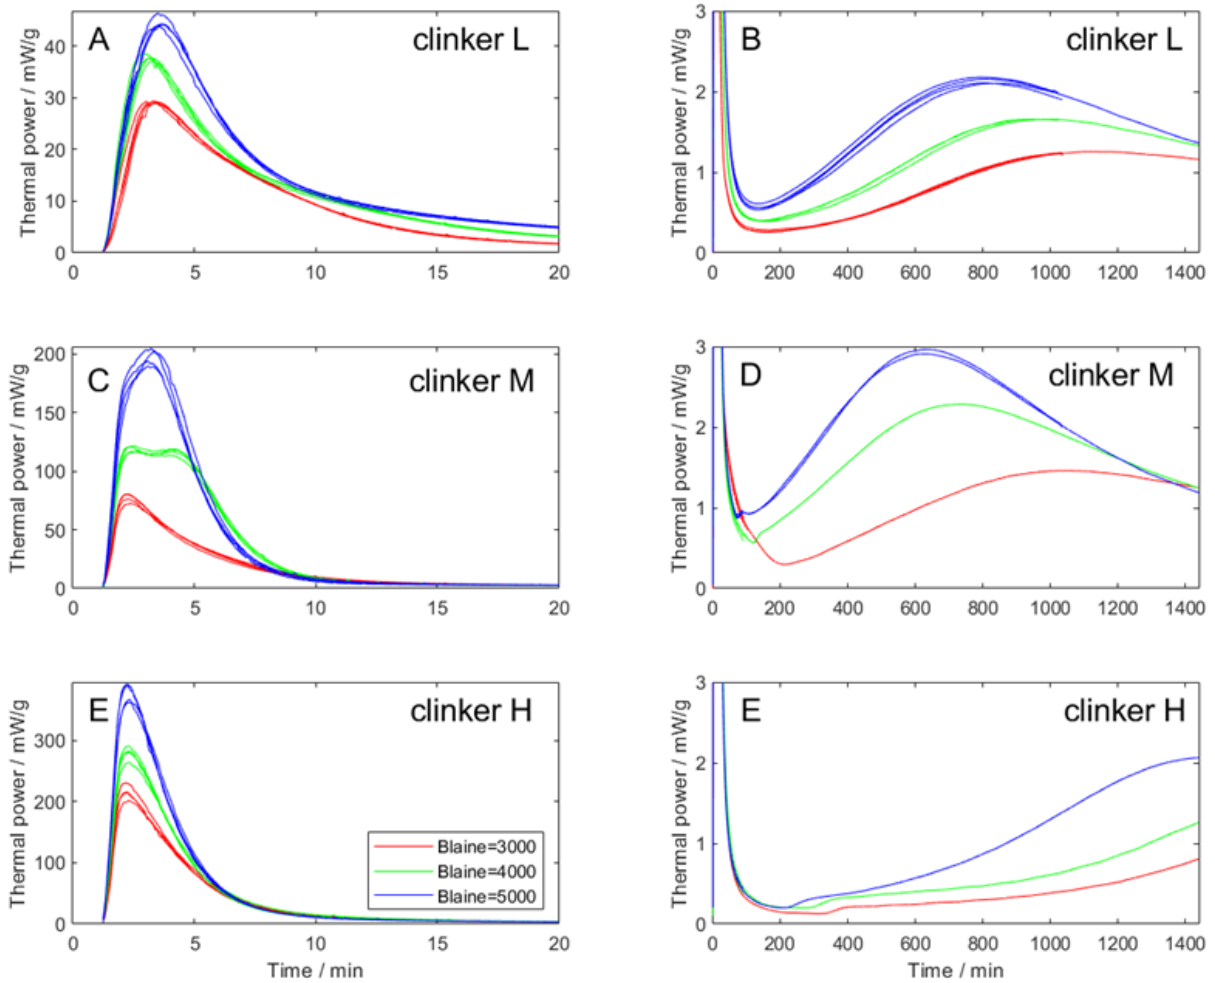 A clinker L
Thermal power / mW/g
40
30
20
10
0
0 5 10 15 20
B clinker L
Thermal power / mW/g
3
2
1
0
0 200 400 600 800 1000 1200 1400
C clinker M
Thermal power / mW/g
200
150
100
50
0
0 5 10 15 20
D clinker M
Thermal power / mW/g
3
2
1
0
0 200 400 600 800 1000 1200 1400
E clinker H
Thermal power / mW/g
300
200
100
0
Blaine=3000
Blaine=4000
Blaine=5000
0 5 10 15 20
Time / min
E clinker H
Thermal power / mW/g
3
2
1
0
0 200 400 600 800 1000 1200 1400
Time / min